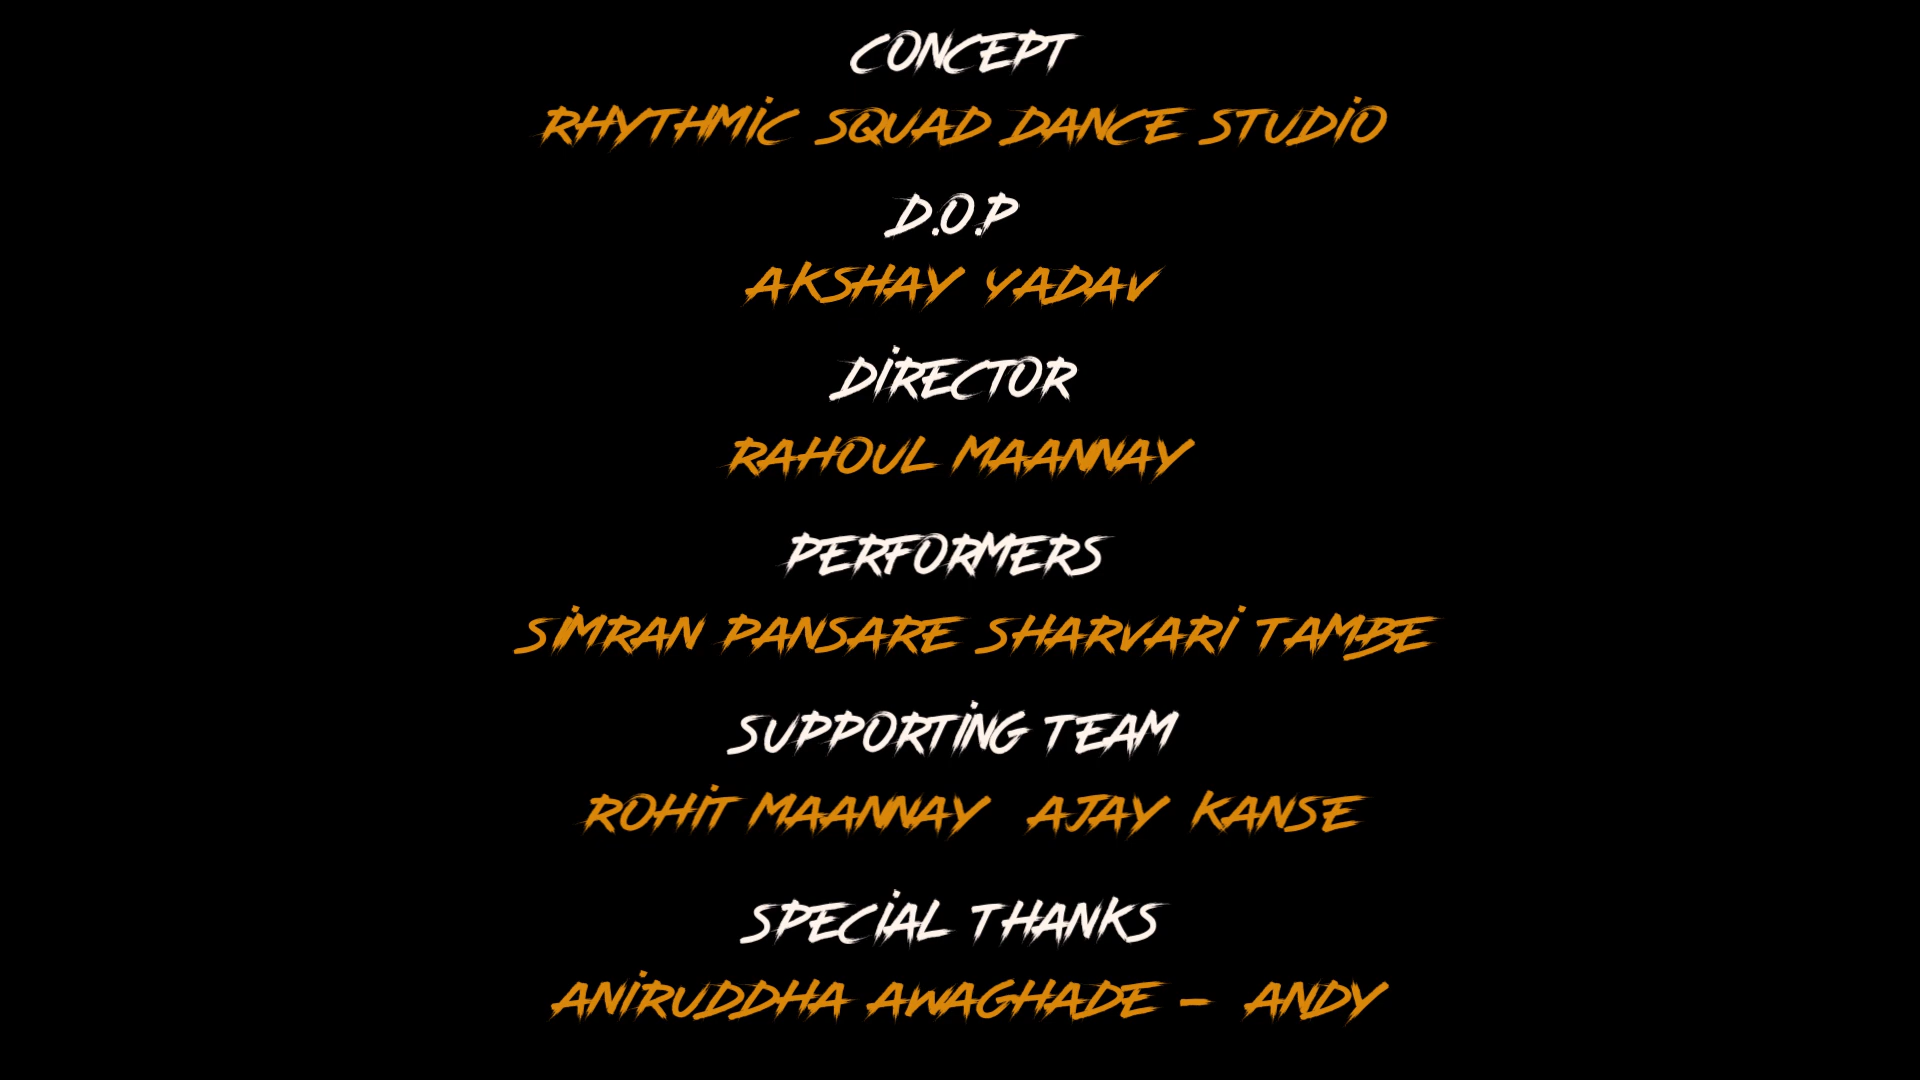 CONCEPT
RHYTHMIC SQUAD DANCE STUDIO
D.O.P
AKSHAY YADAV
DIRECTOR
RAHOUL MAANNAY
PERFORMERS
SIMRAN PANSARE SHARVARI TAMBE
SUPPORTING TEAM
ROHIT MAANNAY AJAY KANSE
SPECIAL THANKS
ANIRUDDHA AWAGHADE - ANDY